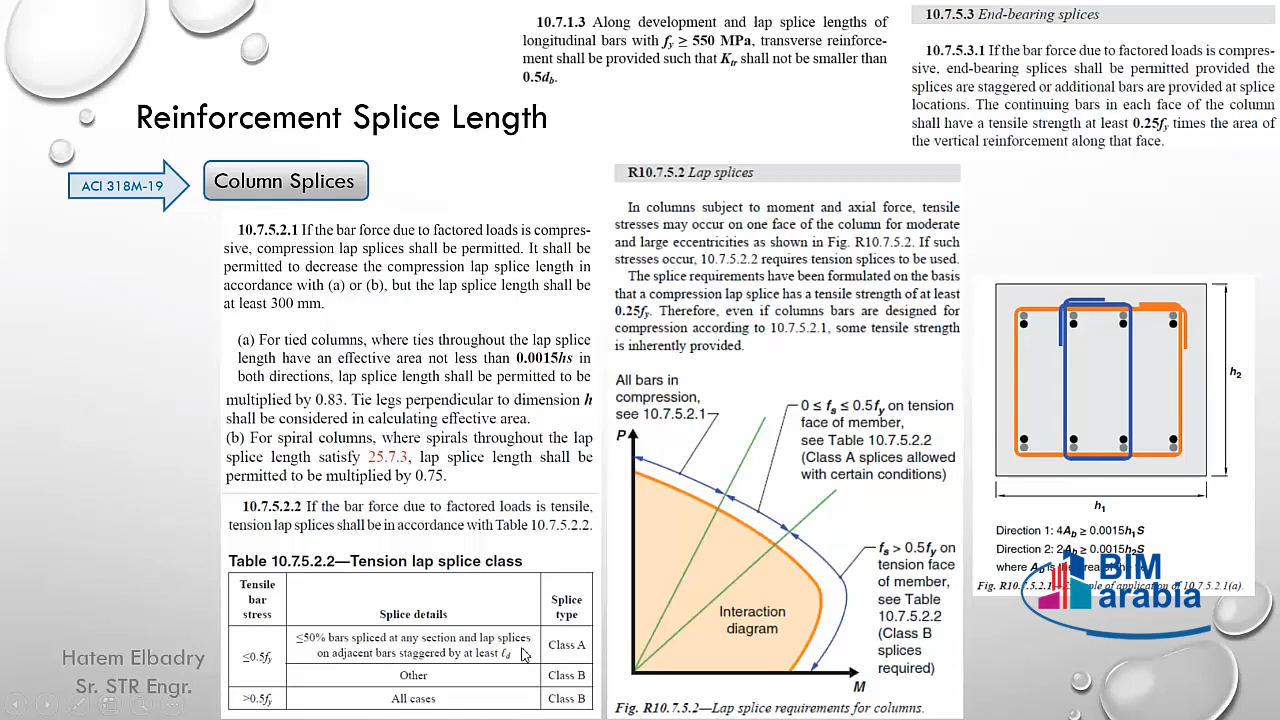 10.7.1.3 Along development and lap splice lengths of
longitudinal bars with fy ≥ 550 MPa, transverse reinforce-
ment shall be provided such that Ktr shall not be smaller than
0.5db.
10.7.5.3 End-bearing splices
10.7.5.3.1 If the bar force due to factored loads is compres-
sive, end-bearing splices shall be permitted provided the
splices are staggered or additional bars are provided at splice
locations. The continuing bars in each face of the column
shall have a tensile strength at least 0.25fy times the area of
the vertical reinforcement along that face.
Reinforcement Splice Length
ACI 318M-19
Column Splices
10.7.5.2.1 If the bar force due to factored loads is compres-
sive, compression lap splices shall be permitted. It shall be
permitted to decrease the compression lap splice length in
accordance with (a) or (b), but the lap splice length shall be
at least 300 mm.
(a) For tied columns, where ties throughout the lap splice
length have an effective area not less than 0.0015hs in
both directions, lap splice length shall be permitted to be
multiplied by 0.83. Tie legs perpendicular to dimension h
shall be considered in calculating effective area.
(b) For spiral columns, where spirals throughout the lap
splice length satisfy 25.7.3, lap splice length shall be
permitted to be multiplied by 0.75.
10.7.5.2.2 If the bar force due to factored loads is tensile,
tension lap splices shall be in accordance with Table 10.7.5.2.2.
Table 10.7.5.2.2—Tension lap splice class
Tensile
bar
stress
Splice details
Splice
type
≤0.5fy
≤50% bars spliced at any section and lap splices
on adjacent bars staggered by at least ℓd
Class A
Other
Class B
>0.5fy
All cases
Class B
R10.7.5.2 Lap splices
In columns subject to moment and axial force, tensile
stresses may occur on one face of the column for moderate
and large eccentricities as shown in Fig. R10.7.5.2. If such
stresses occur, 10.7.5.2.2 requires tension splices to be used.
The splice requirements have been formulated on the basis
that a compression lap splice has a tensile strength of at least
0.25fy. Therefore, even if columns bars are designed for
compression according to 10.7.5.2.1, some tensile strength
is inherently provided.
All bars in
compression,
see 10.7.5.2.1
P
0 ≤ fs ≤ 0.5fy on tension
face of member,
see Table 10.7.5.2.2
(Class A splices allowed
with certain conditions)
fs > 0.5fy on
tension face
of member,
see Table
10.7.5.2.2
(Class B
splices
required)
Interaction
diagram
M
Fig. R10.7.5.2—Lap splice requirements for columns.
h2
h1
Direction 1: 4Ab ≥ 0.0015h1S
Direction 2: 2Ab ≥ 0.0015h2S
where Ab is the area of the
Fig. R10.7.5.2.1 of application of 10.7.5.2.1(a).
BIM
arabia
Hatem Elbadry
Sr. STR Engr.